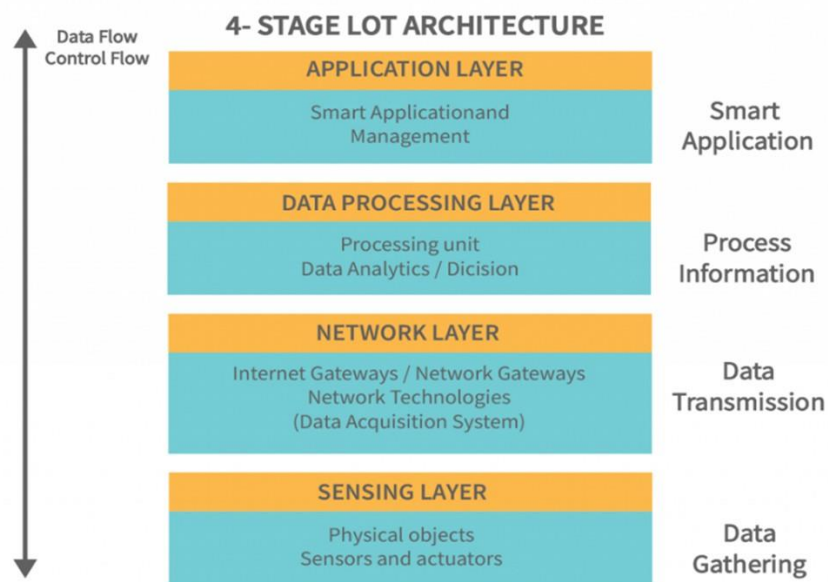 4- STAGE LOT ARCHITECTURE
Data Flow
Control Flow
APPLICATION LAYER
Smart Applicationand
Management
Smart
Application
DATA PROCESSING LAYER
Processing unit
Data Analytics / Dicision
Process
Information
NETWORK LAYER
Internet Gateways / Network Gateways
Network Technologies
(Data Acquisition System)
Data
Transmission
SENSING LAYER
Physical objects
Sensors and actuators
Data
Gathering